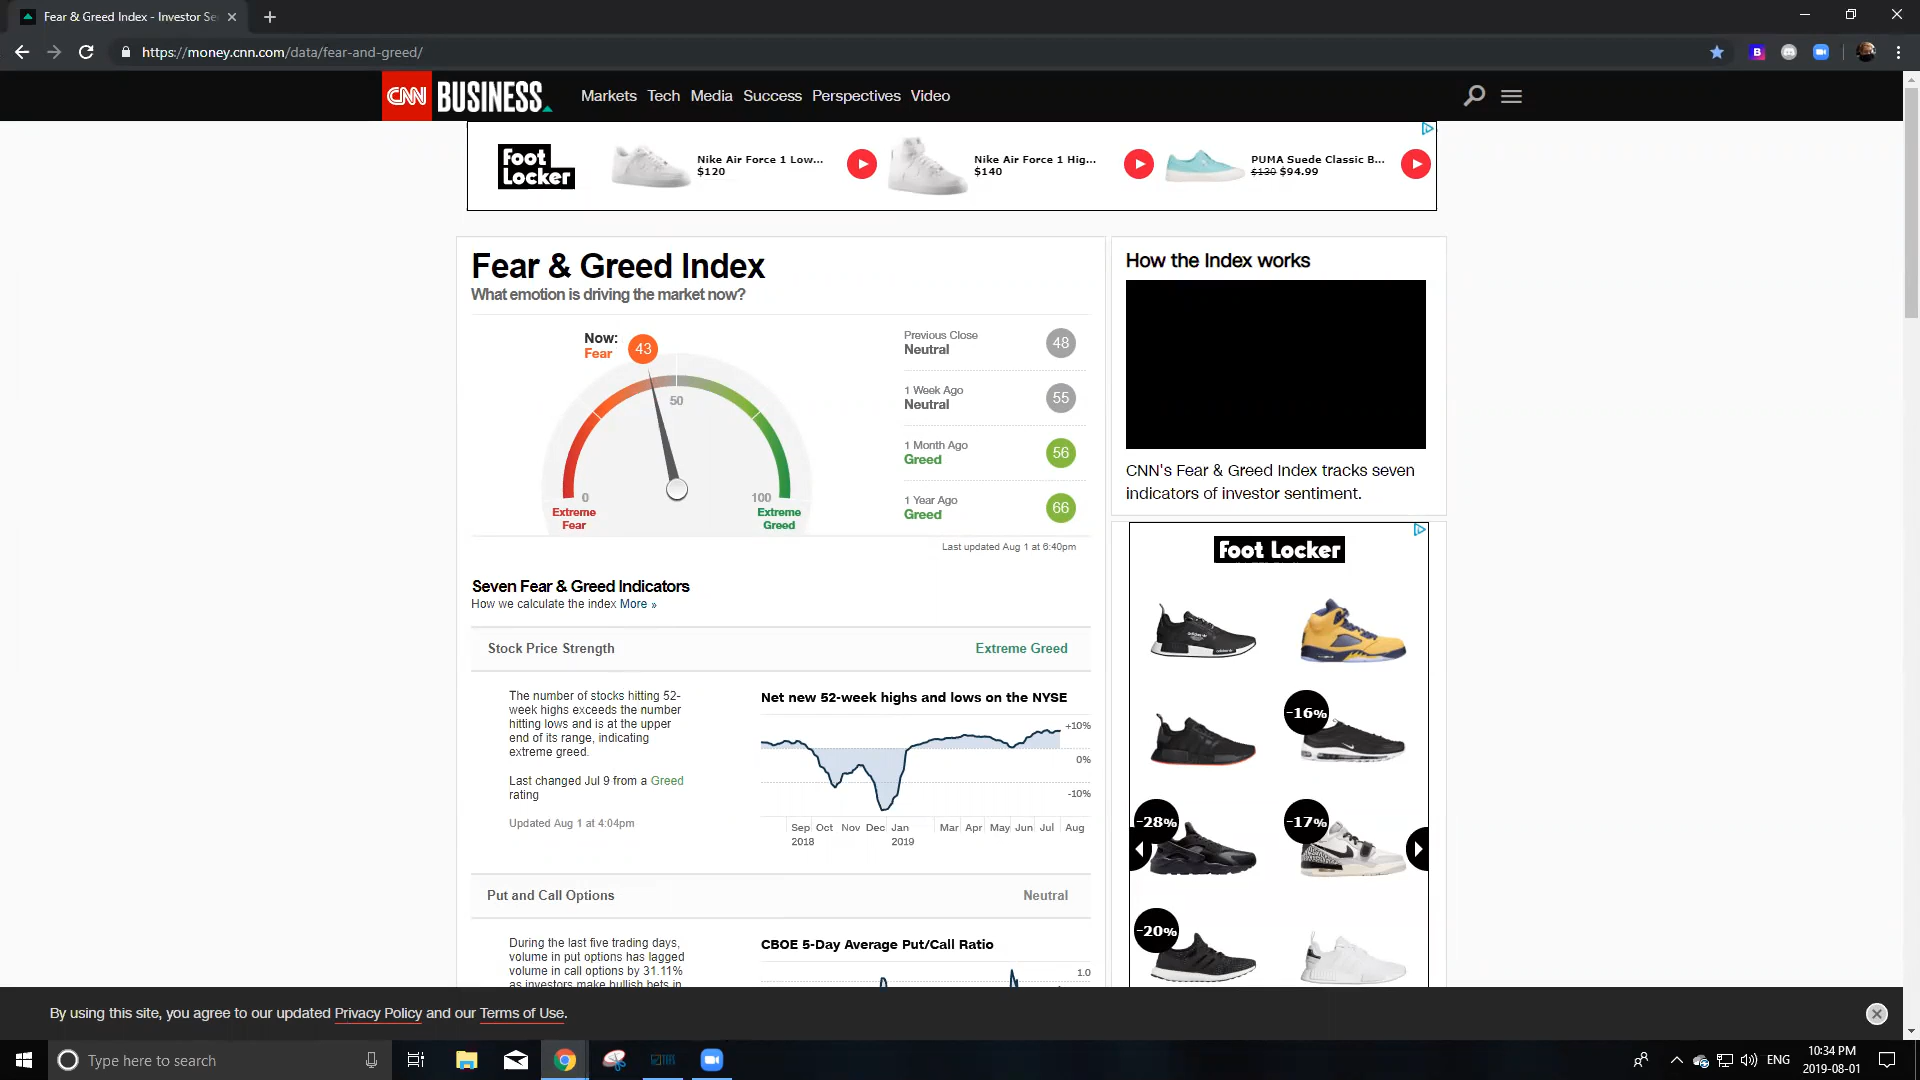 Fear & Greed Index - Investor Se
https://money.cnn.com/data/fear-and-greed/
CNN BUSINESS Markets Tech Media Success Perspectives Video
Foot Locker
Nike Air Force 1 Low...
$120
Nike Air Force 1 Hig...
$140
PUMA Suede Classic B...
$130 $94.99
Fear & Greed Index
What emotion is driving the market now?
Now:
Fear
43
50
0
100
Extreme Fear
Extreme Greed
Previous Close
Neutral
48
1 Week Ago
Neutral
55
1 Month Ago
Greed
56
1 Year Ago
Greed
66
Last updated Aug 1 at 6:40pm
Seven Fear & Greed Indicators
How we calculate the index More »
Stock Price Strength
Extreme Greed
The number of stocks hitting 52-
week highs exceeds the number
hitting lows and is at the upper
end of its range, indicating
extreme greed.
Last changed Jul 9 from a Greed
rating
Updated Aug 1 at 4:04pm
Net new 52-week highs and lows on the NYSE
+10%
0%
-10%
Sep Oct Nov Dec Jan Mar Apr May Jun Jul Aug
2018 2019
Put and Call Options
Neutral
During the last five trading days,
volume in put options has lagged
volume in call options by 31.11%
as investors make bullish bets in
CBOE 5-Day Average Put/Call Ratio
1.0
How the Index works
CNN's Fear & Greed Index tracks seven
indicators of investor sentiment.
Foot Locker
-16%
-28%
-17%
-20%
By using this site, you agree to our updated Privacy Policy and our Terms of Use.
Type here to search
ENG
10:34 PM
2019-08-01